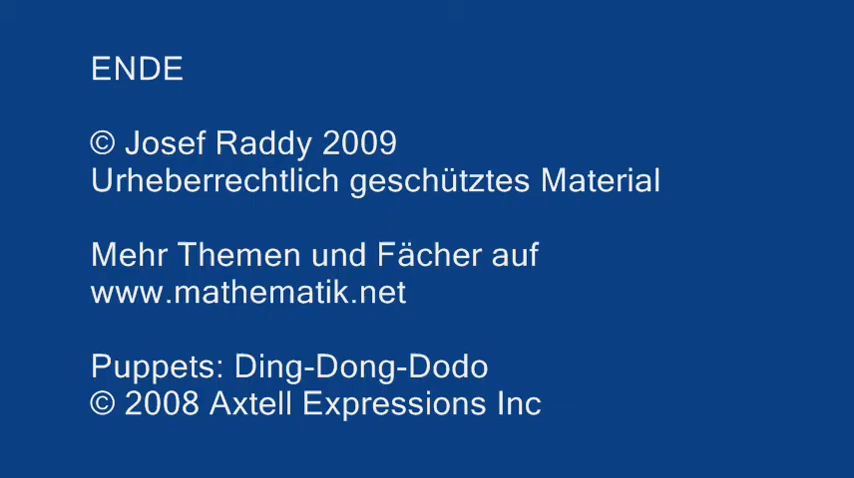 ENDE
© Josef Raddy 2009
Urheberrechtlich geschütztes Material
Mehr Themen und Fächer auf
www.mathematik.net
Puppets: Ding-Dong-Dodo
© 2008 Axtell Expressions Inc